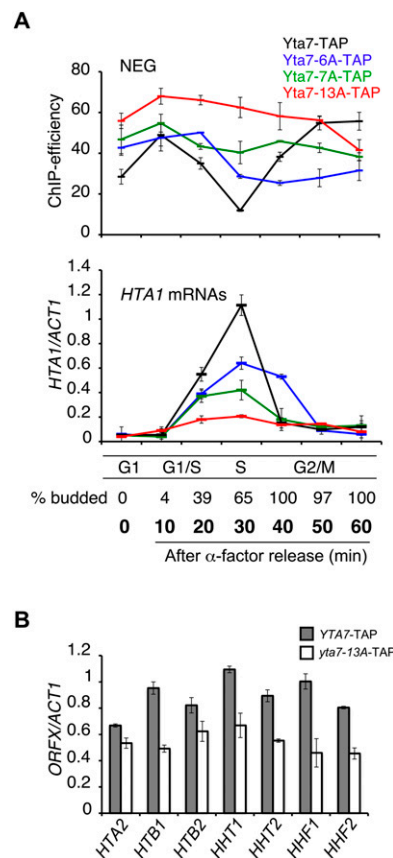 A
NEG
Yta7-TAP
Yta7-6A-TAP
Yta7-7A-TAP
Yta7-13A-TAP
ChIP-efficiency
80
60
40
20
0
HTA1 mRNAs
HTA1/ACT1
1.2
1
0.8
0.6
0.4
0.2
0
G1 G1/S S G2/M
% budded 0 4 39 65 100 97 100
0 10 20 30 40 50 60
After α-factor release (min)
B
YTA7-TAP
yta7-13A-TAP
ORFX/ACT1
1.2
1
0.8
0.6
0.4
0.2
0
HTA2 HTB1 HTB2 HHT1 HHT2 HHF1 HHF2